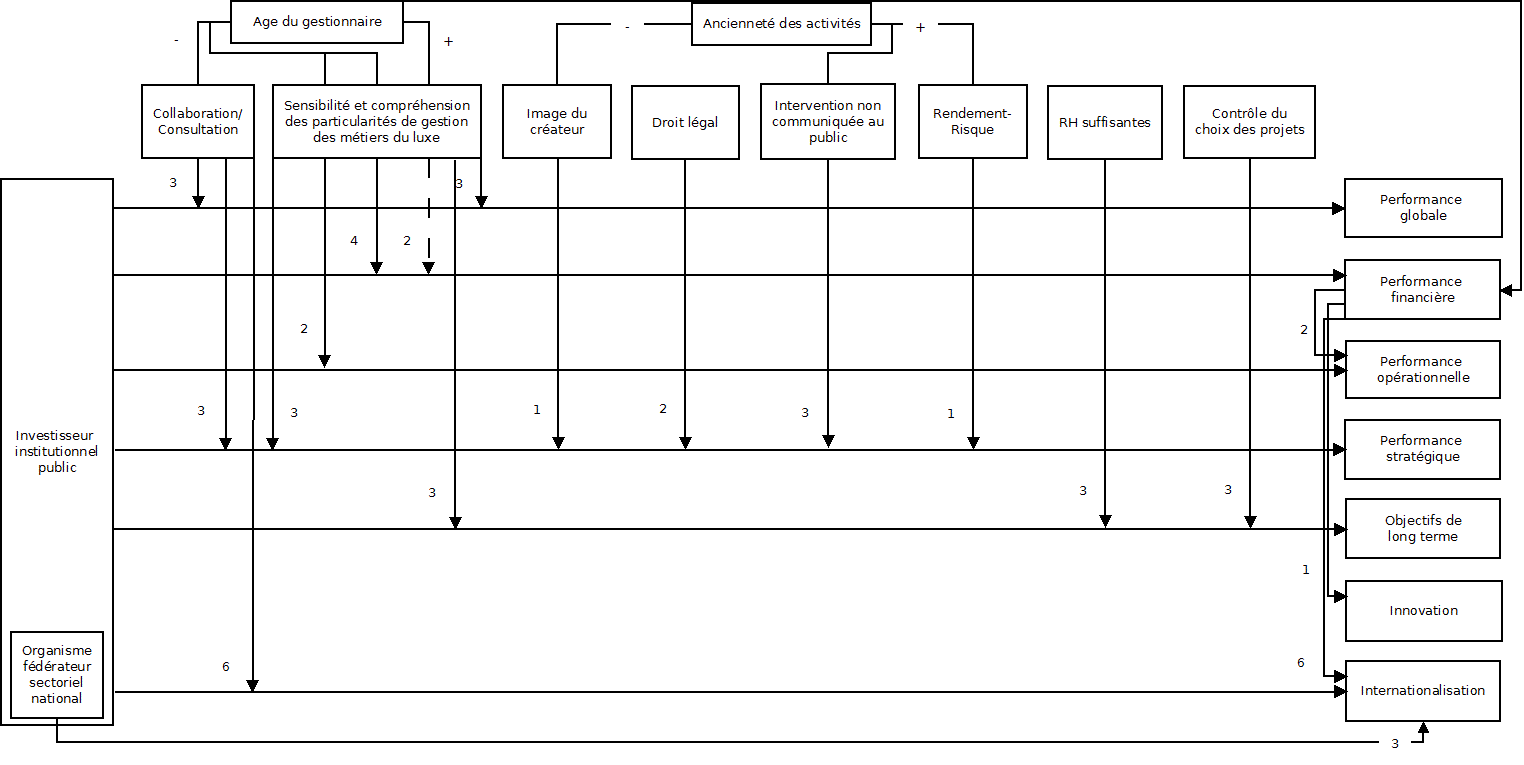 Age du gestionnaire
Ancienneté des activités
-
+
-
+
Collaboration/
Consultation
Sensibilité et compréhension
des particularités de gestion
des métiers du luxe
Image du
créateur
Droit légal
Intervention non
communiquée au
public
Rendement-
Risque
RH suffisantes
Contrôle du
choix des projets
3
3
Performance
globale
4
2
Performance
financière
2
2
Performance
opérationnelle
3
3
1
2
3
1
Investisseur
institutionnel
public
Performance
stratégique
3
3
3
Objectifs de
long terme
1
Innovation
Organisme
fédérateur
sectoriel
national
6
6
Internationalisation
3